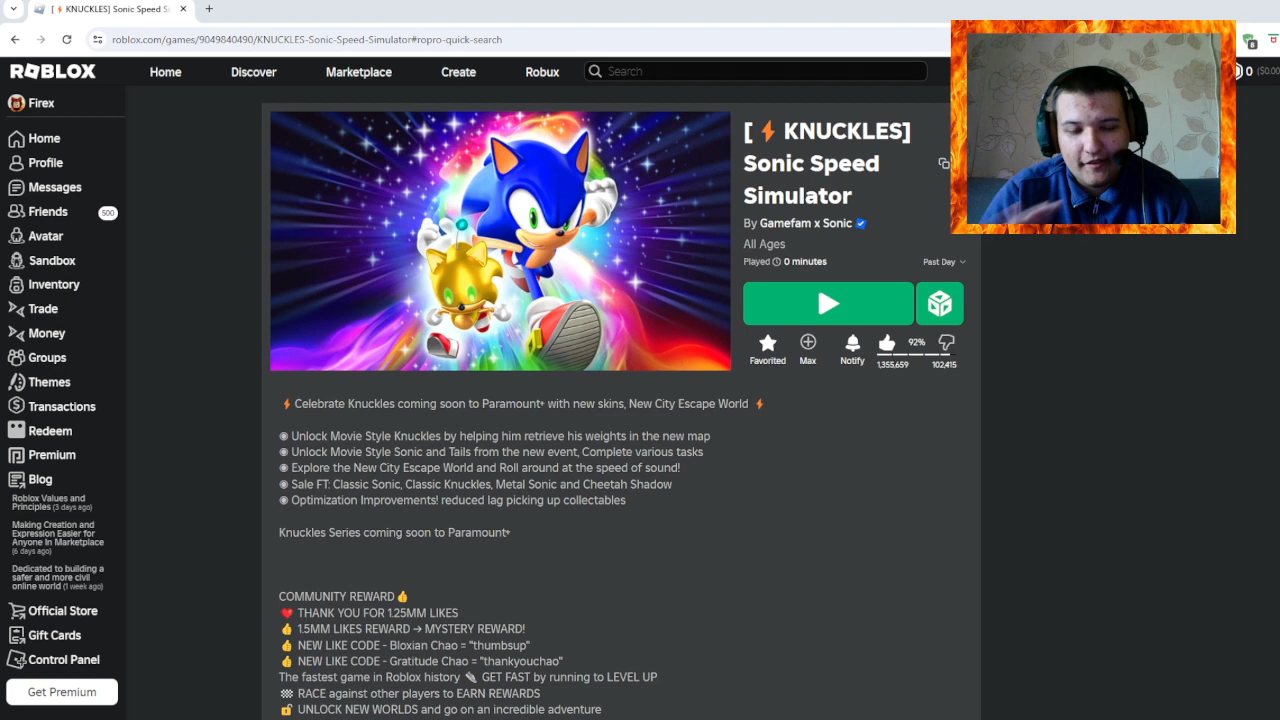 [⚡KNUCKLES] Sonic Speed Si
roblox.com/games/9049840490/KNUCKLES-Sonic-Speed-Simulator#ropro-quick-search
8
ROBLOX
Home
Discover
Marketplace
Create
Robux
Search
0
($0.00
Firex
Home
Profile
Messages
Friends
500
Avatar
Sandbox
Inventory
Trade
Money
Groups
Themes
Transactions
Redeem
Premium
Blog
Roblox Values and
Principles (3 days ago)
Making Creation and
Expression Easier for
Anyone In Marketplace
(6 days ago)
Dedicated to building a
safer and more civil
online world (1 week ago)
Official Store
Gift Cards
Control Panel
Get Premium
[⚡KNUCKLES]
Sonic Speed
Simulator
By Gamefam x Sonic
All Ages
Played 0 minutes
Past Day
Favorited
Max
Notify
92%
1,355,659
102,415
⚡Celebrate Knuckles coming soon to Paramount+ with new skins, New City Escape World ⚡
◉ Unlock Movie Style Knuckles by helping him retrieve his weights in the new map
◉ Unlock Movie Style Sonic and Tails from the new event, Complete various tasks
◉ Explore the New City Escape World and Roll around at the speed of sound!
◉ Sale FT: Classic Sonic, Classic Knuckles, Metal Sonic and Cheetah Shadow
◉ Optimization Improvements! reduced lag picking up collectables
Knuckles Series coming soon to Paramount+
COMMUNITY REWARD👍
❤️ THANK YOU FOR 1.25MM LIKES
👍 1.5MM LIKES REWARD → MYSTERY REWARD!
👍 NEW LIKE CODE - Bloxian Chao = "thumbsup"
👍 NEW LIKE CODE - Gratitude Chao = "thankyouchao"
The fastest game in Roblox history 👟 GET FAST by running to LEVEL UP
🏁 RACE against other players to EARN REWARDS
🔓 UNLOCK NEW WORLDS and go on an incredible adventure